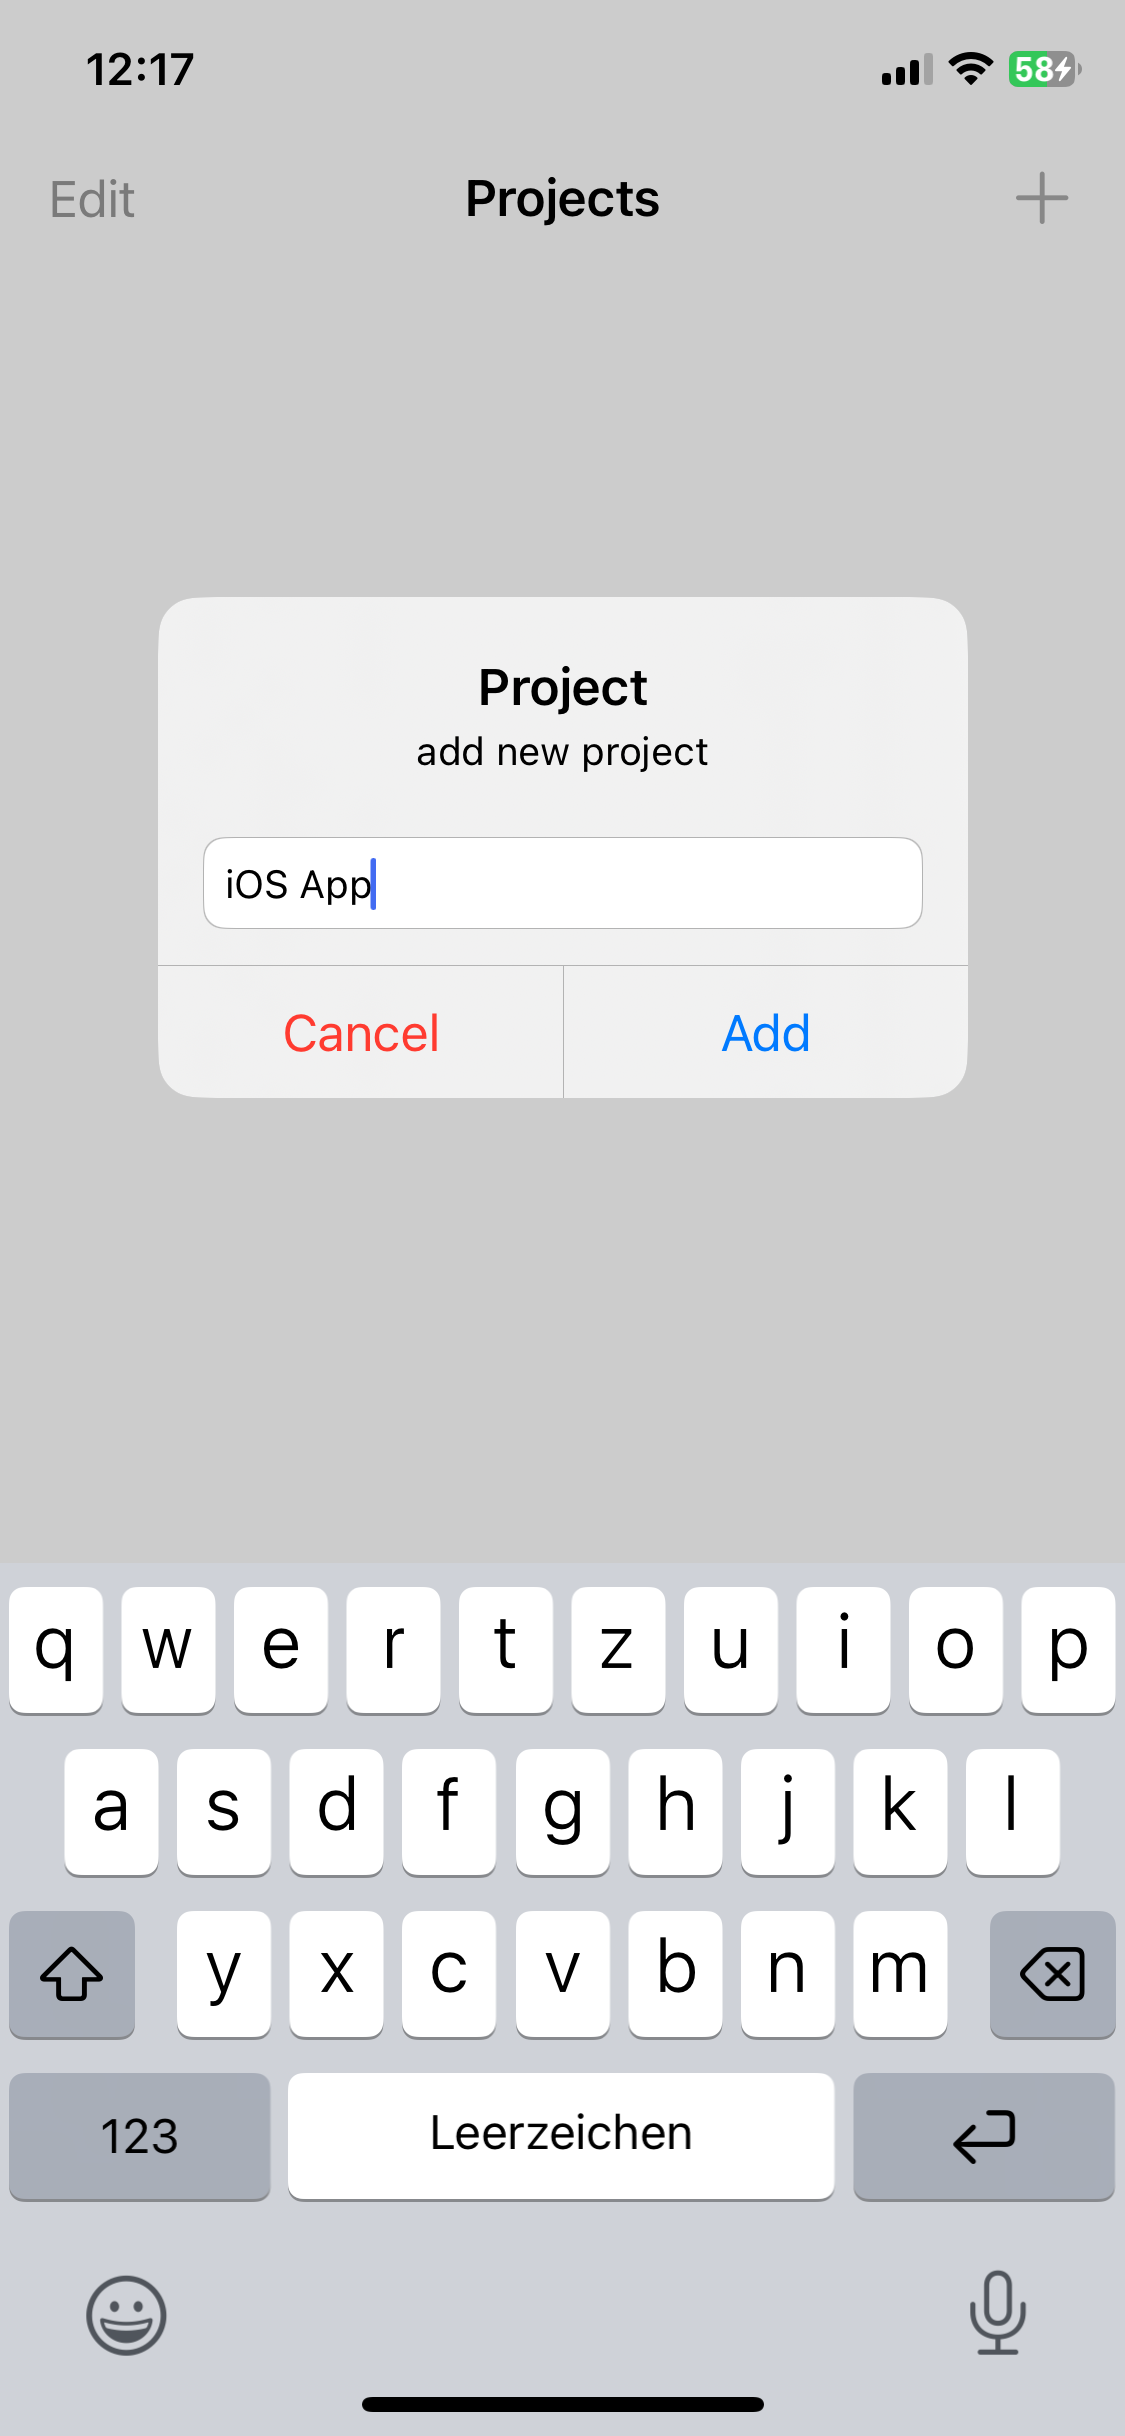 12:17
58
Edit
Projects
Project
add new project
iOS App
Cancel
Add
q w e r t z u i o p
a s d f g h j k l
y x c v b n m
123
Leerzeichen